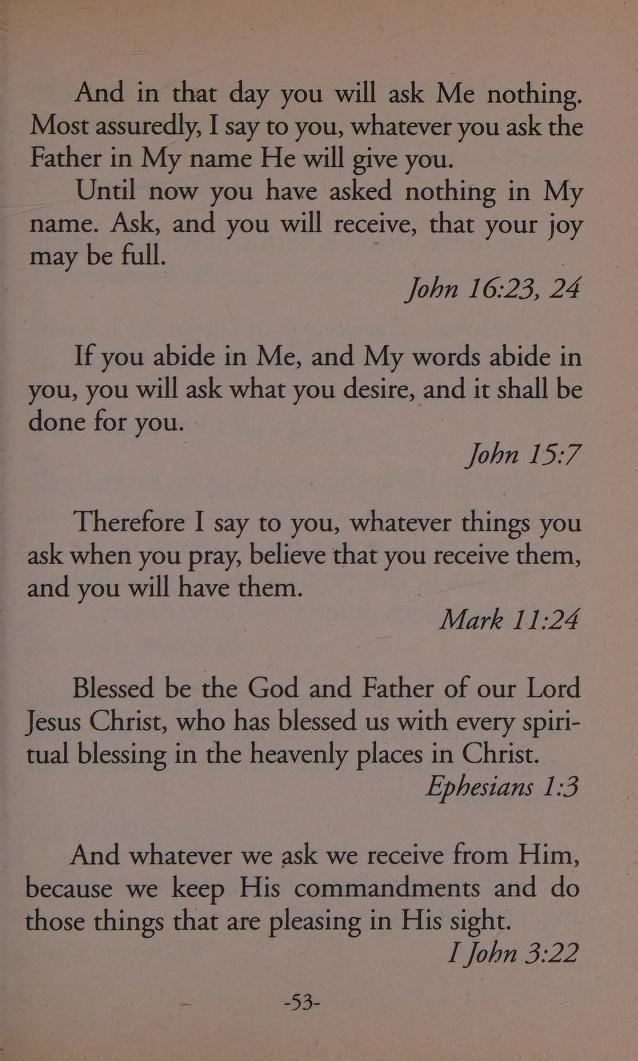 And in that day you will ask Me nothing.
Most assuredly, I say to you, whatever you ask the
Father in My name He will give you.
Until now you have asked nothing in My
name. Ask, and you will receive, that your joy
may be full.
John 16:23, 24
If you abide in Me, and My words abide in
you, you will ask what you desire, and it shall be
done for you.
John 15:7
Therefore I say to you, whatever things you
ask when you pray, believe that you receive them,
and you will have them.
Mark 11:24
Blessed be the God and Father of our Lord
Jesus Christ, who has blessed us with every spiri-
tual blessing in the heavenly places in Christ.
Ephesians 1:3
And whatever we ask we receive from Him,
because we keep His commandments and do
those things that are pleasing in His sight.
I John 3:22
-53-